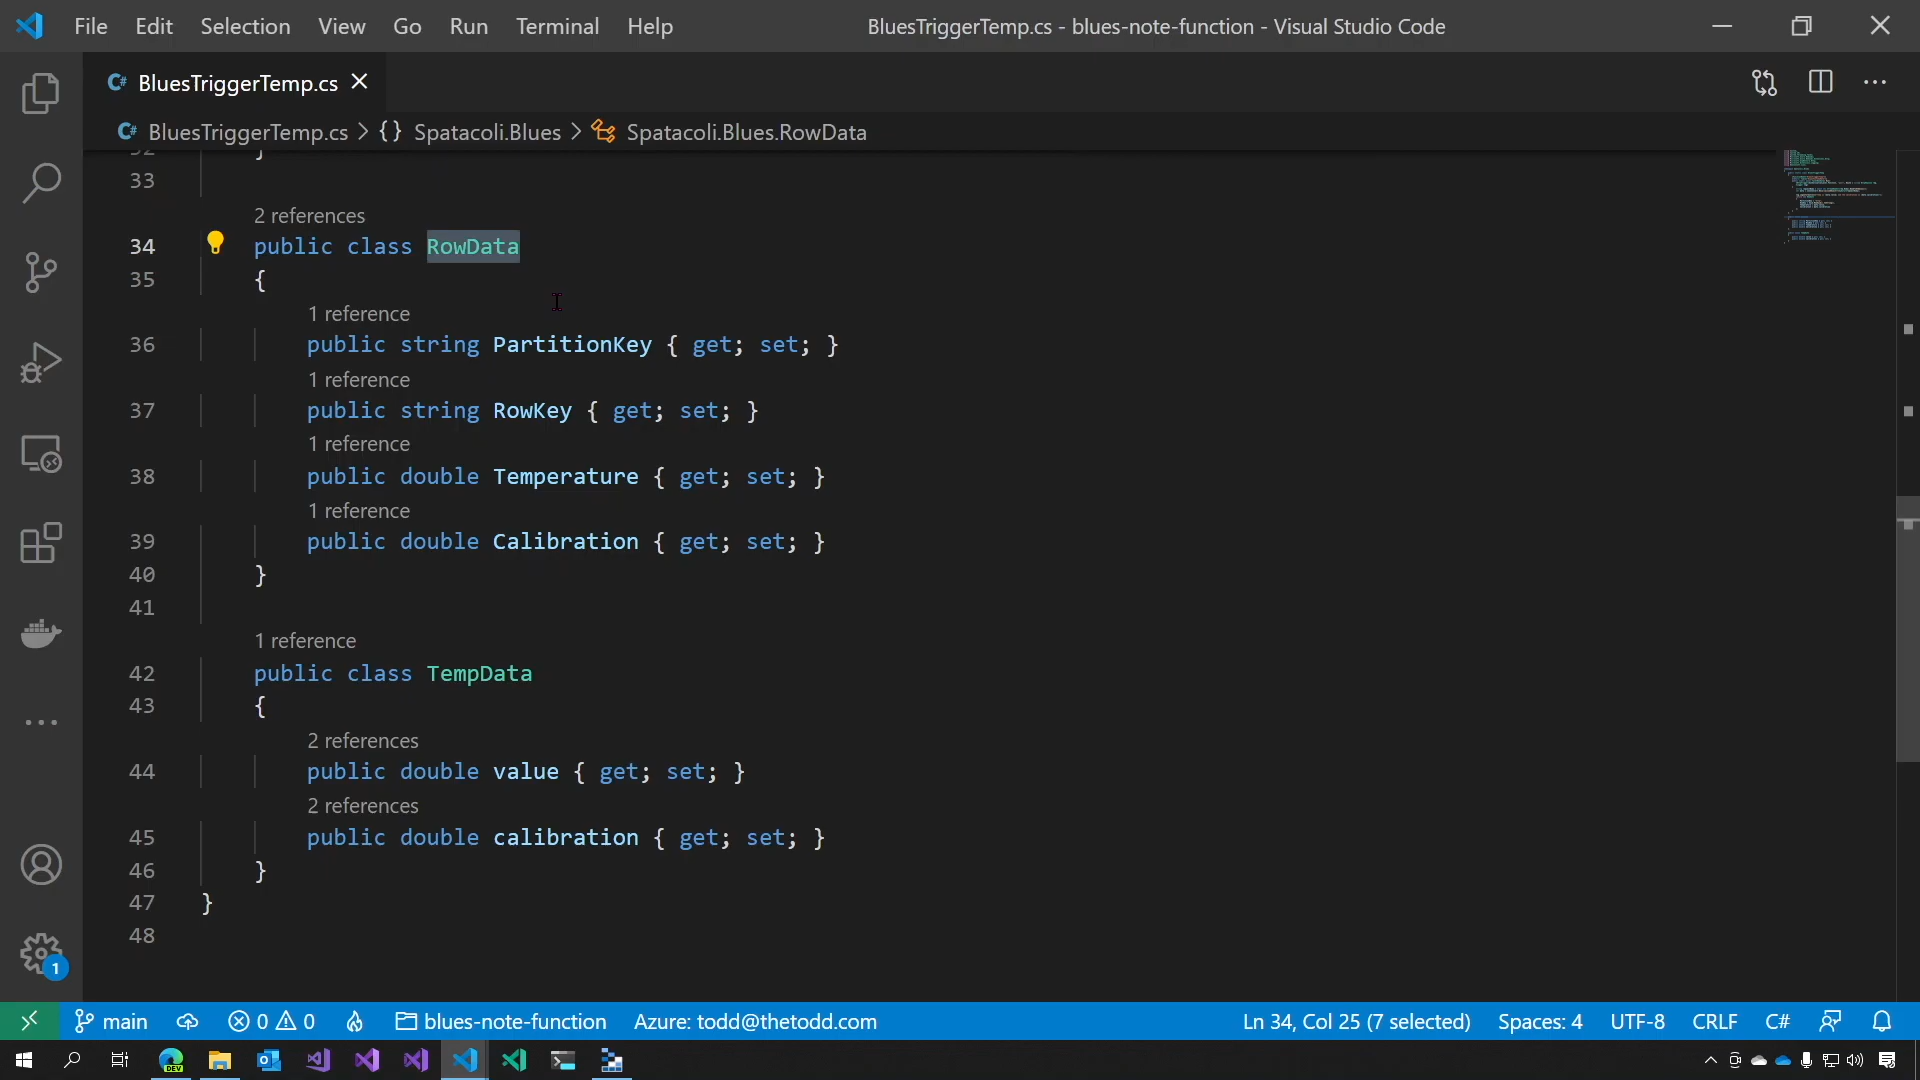 File Edit Selection View Go Run Terminal Help BluesTriggerTemp.cs - blues-note-function - Visual Studio Code
C# BluesTriggerTemp.cs
C# BluesTriggerTemp.cs > {} Spatacoli.Blues > Spatacoli.Blues.RowData
32 }
33
2 references
34 public class RowData
35 {
1 reference
36 public string PartitionKey { get; set; }
1 reference
37 public string RowKey { get; set; }
1 reference
38 public double Temperature { get; set; }
1 reference
39 public double Calibration { get; set; }
40 }
41
1 reference
42 public class TempData
43 {
2 references
44 public double value { get; set; }
2 references
45 public double calibration { get; set; }
46 }
47 }
48
1
main 0 0 blues-note-function Azure: todd@thetodd.com Ln 34, Col 25 (7 selected) Spaces: 4 UTF-8 CRLF C#
DEV